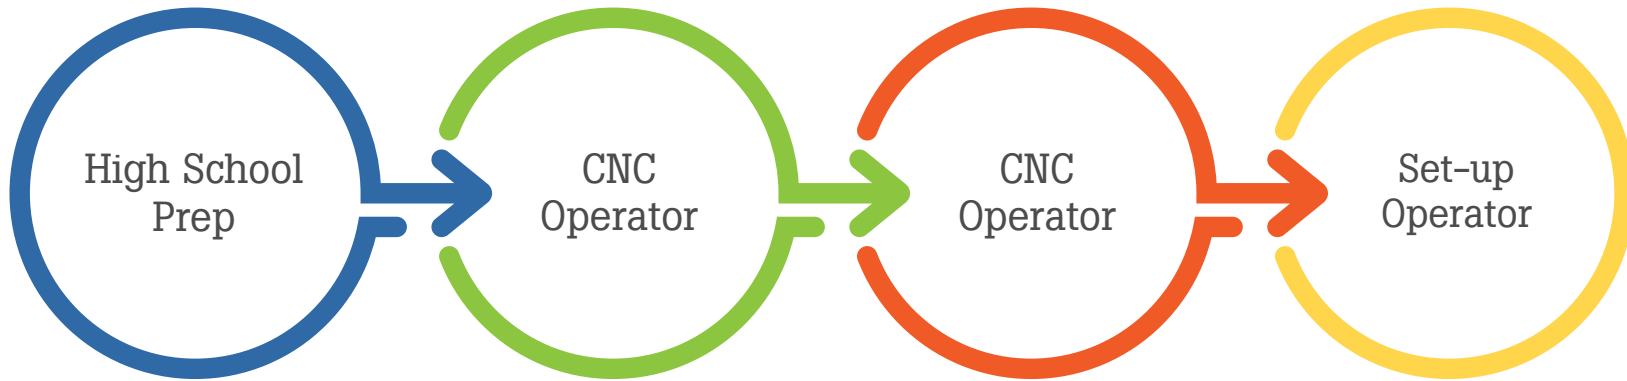 High School
Prep
CNC
Operator
CNC
Operator
Set-up
Operator